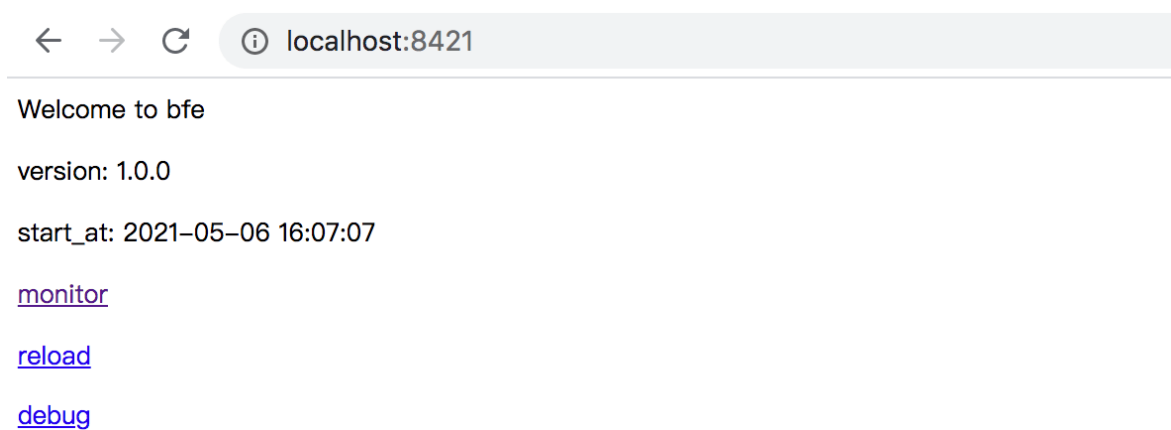 localhost:8421
Welcome to bfe
version: 1.0.0
start_at: 2021-05-06 16:07:07
monitor
reload
debug